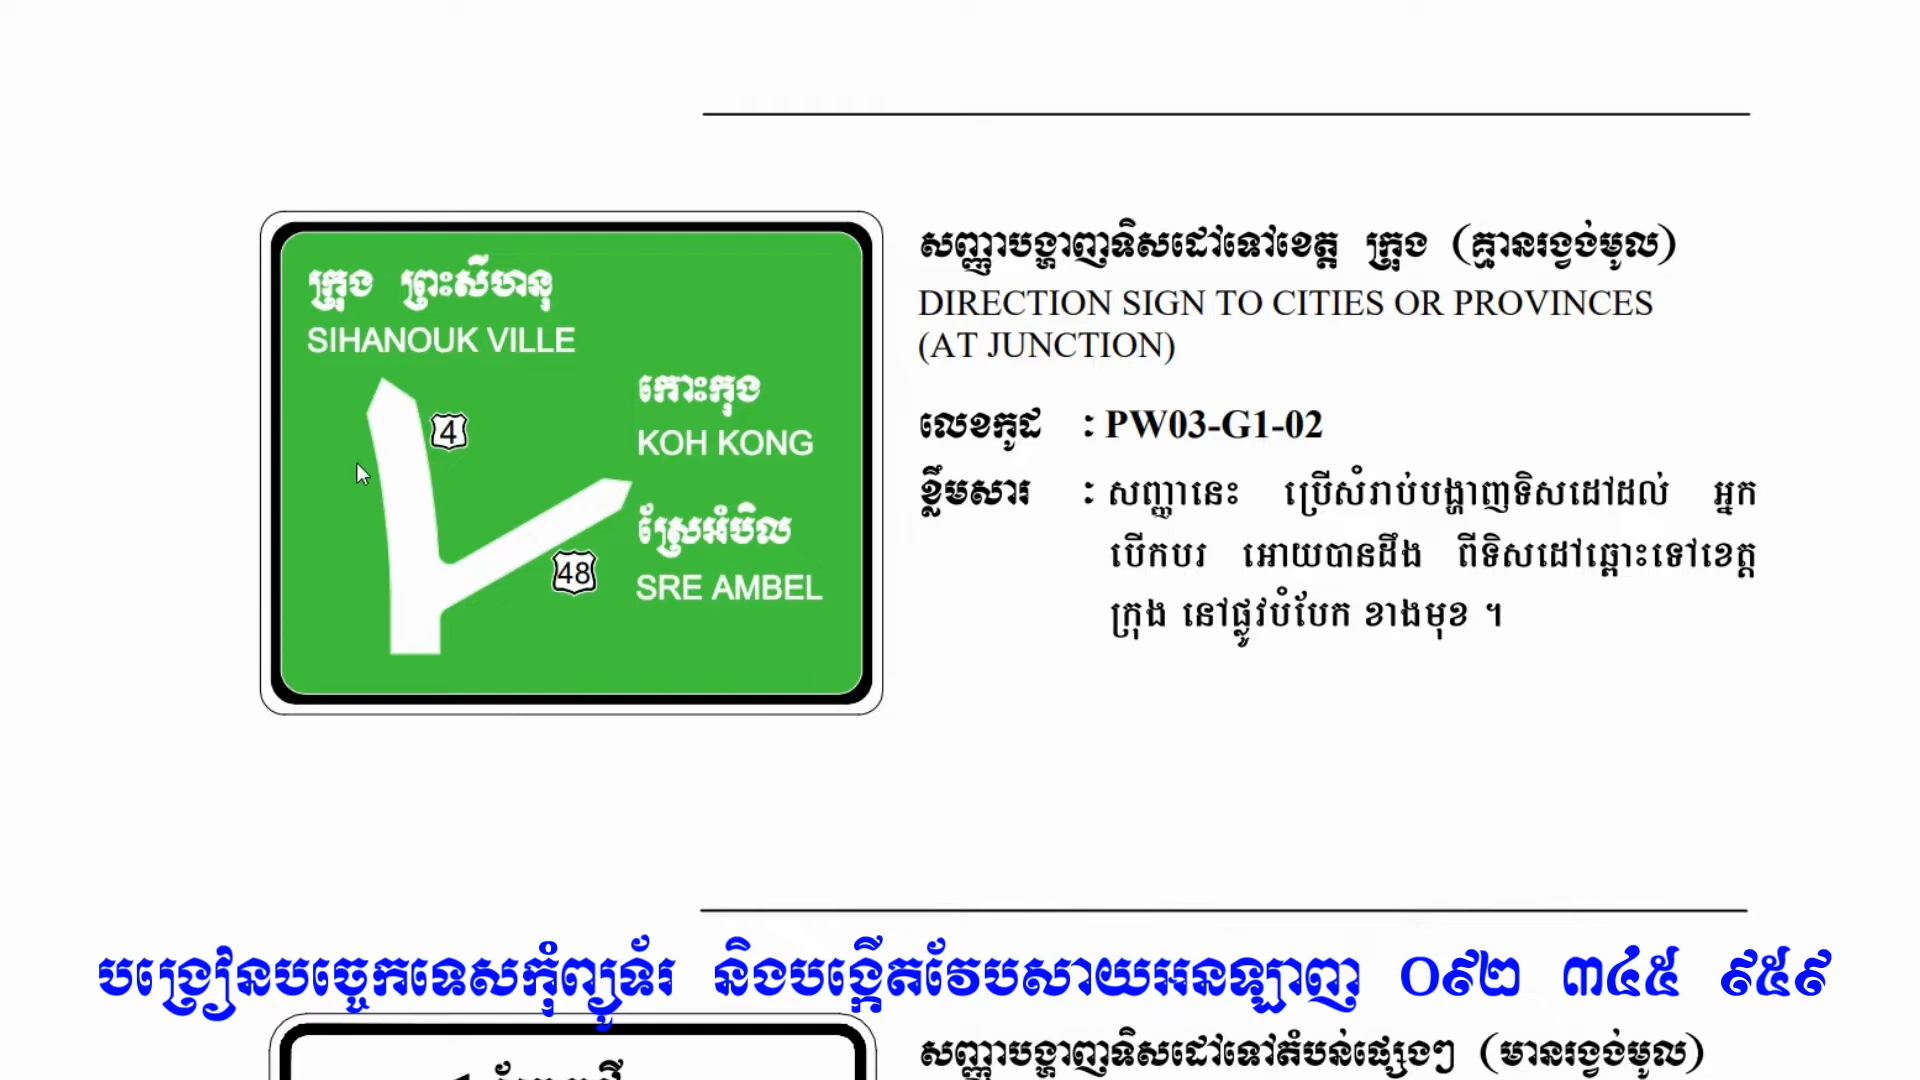 ក្រុង ព្រះសីហនុ
SIHANOUK VILLE
4
កោះកុង
KOH KONG
ស្រែអំបិល
48
SRE AMBEL
សញ្ញាបង្ហាញទិសដៅទៅខេត្ត ក្រុង (គ្មានរង្វង់មូល)
DIRECTION SIGN TO CITIES OR PROVINCES
(AT JUNCTION)
លេខកូដ : PW03-G1-02
ខ្លឹមសារ : សញ្ញានេះ ប្រើសំរាប់បង្ហាញទិសដៅដល់ អ្នក
បើកបរ អោយបានដឹង ពីទិសដៅឆ្ពោះទៅខេត្ត
ក្រុង នៅផ្លូវបំបែក ខាងមុខ ។
បង្រៀនបច្ចេកទេសកុំព្យូទ័រ និងបង្កើតវែបសាយអនឡាញ ០៩២ ៣៤៥ ៩៥៩
សញ្ញាបង្ហាញទិសដៅទៅតំបន់ផ្សេងៗ (មានរង្វង់មូល)